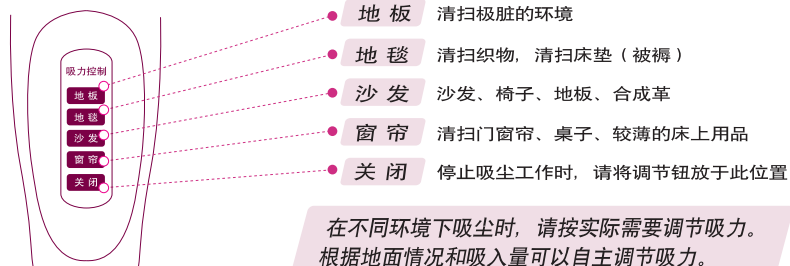 吸力控制
地板
地毯
沙发
窗帘
关闭
地板 清扫极脏的环境
地毯 清扫织物，清扫床垫（被褥）
沙发 沙发、椅子、地板、合成革
窗帘 清扫门窗帘、桌子、较薄的床上用品
关闭 停止吸尘工作时，请将调节钮放于此位置
在不同环境下吸尘时，请按实际需要调节吸力。
根据地面情况和吸入量可以自主调节吸力。